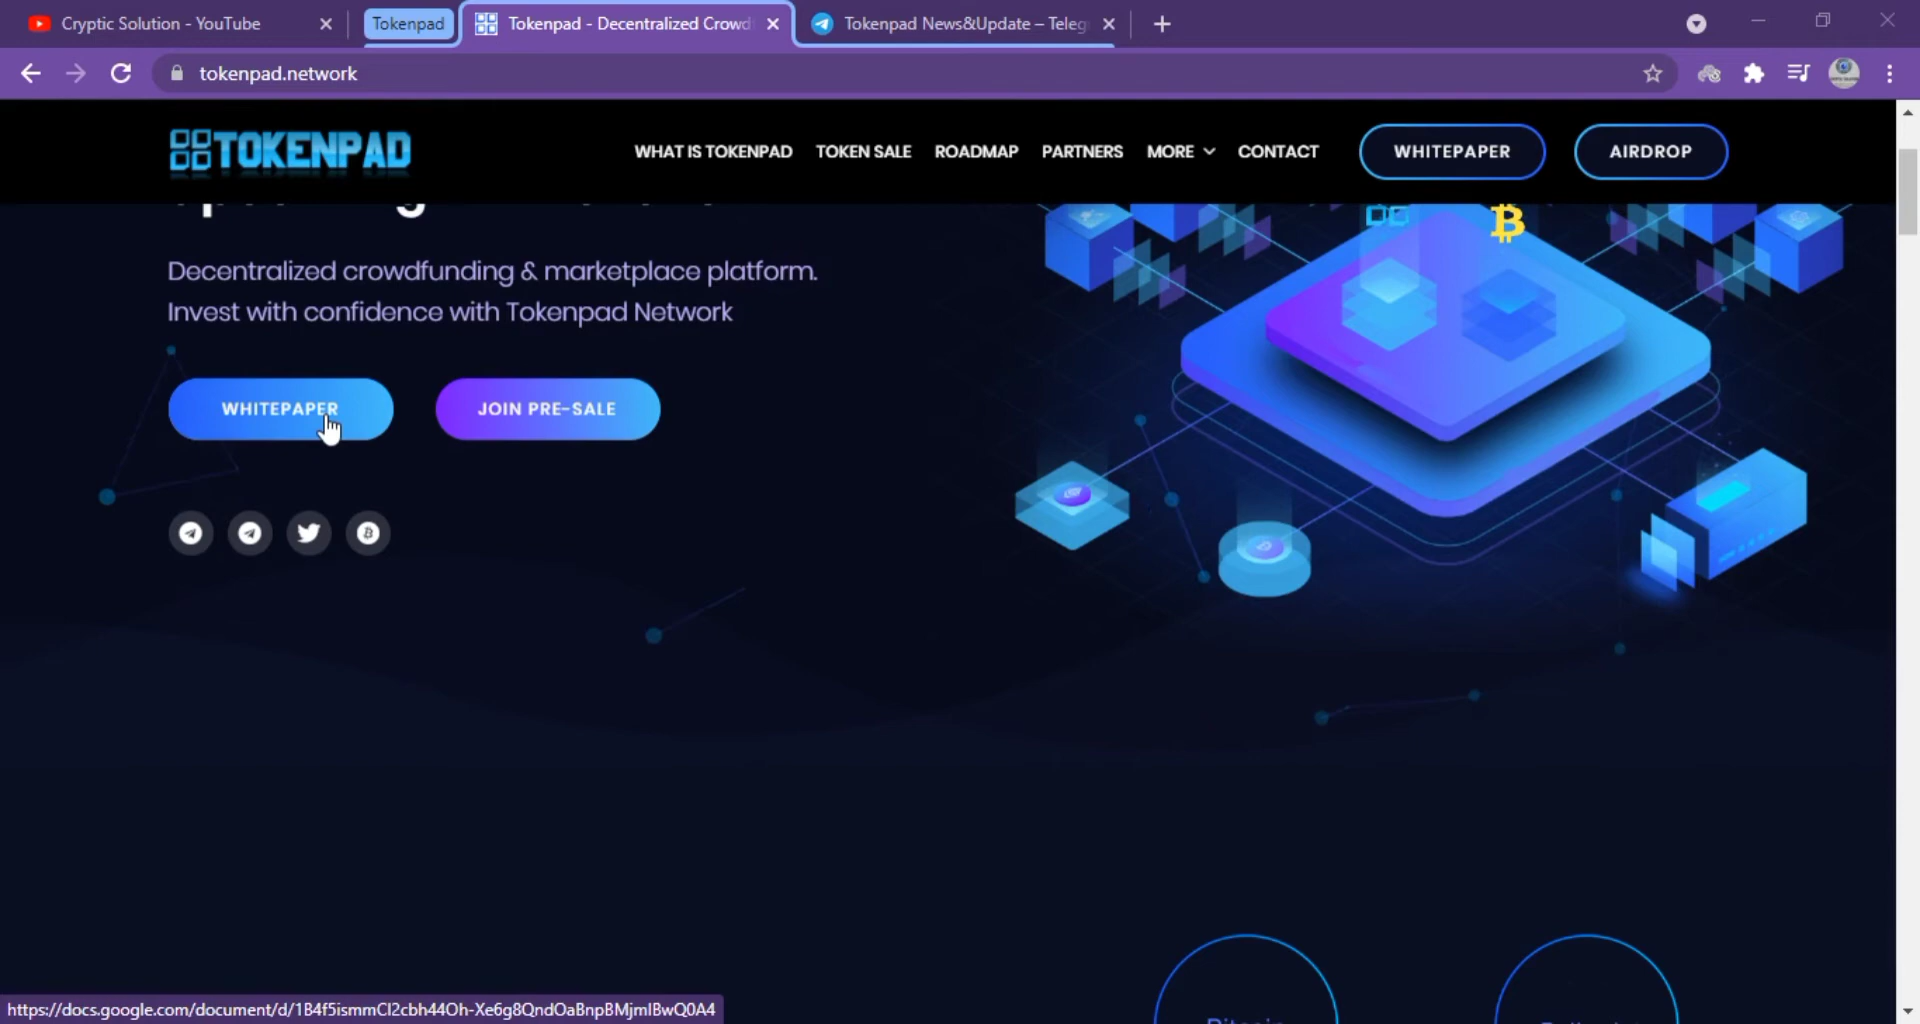 Cryptic Solution - YouTube
Tokenpad
Tokenpad - Decentralized Crowd
Tokenpad News&Update – Teleg
tokenpad.network
TOKENPAD
WHAT IS TOKENPAD
TOKEN SALE
ROADMAP
PARTNERS
MORE
CONTACT
WHITEPAPER
AIRDROP
Decentralized crowdfunding & marketplace platform.
Invest with confidence with Tokenpad Network
WHITEPAPER
JOIN PRE-SALE
https://docs.google.com/document/d/1B4f5ismmCI2cbh44Oh-Xe6g8QndOaBnpBMjmIBwQ0A4